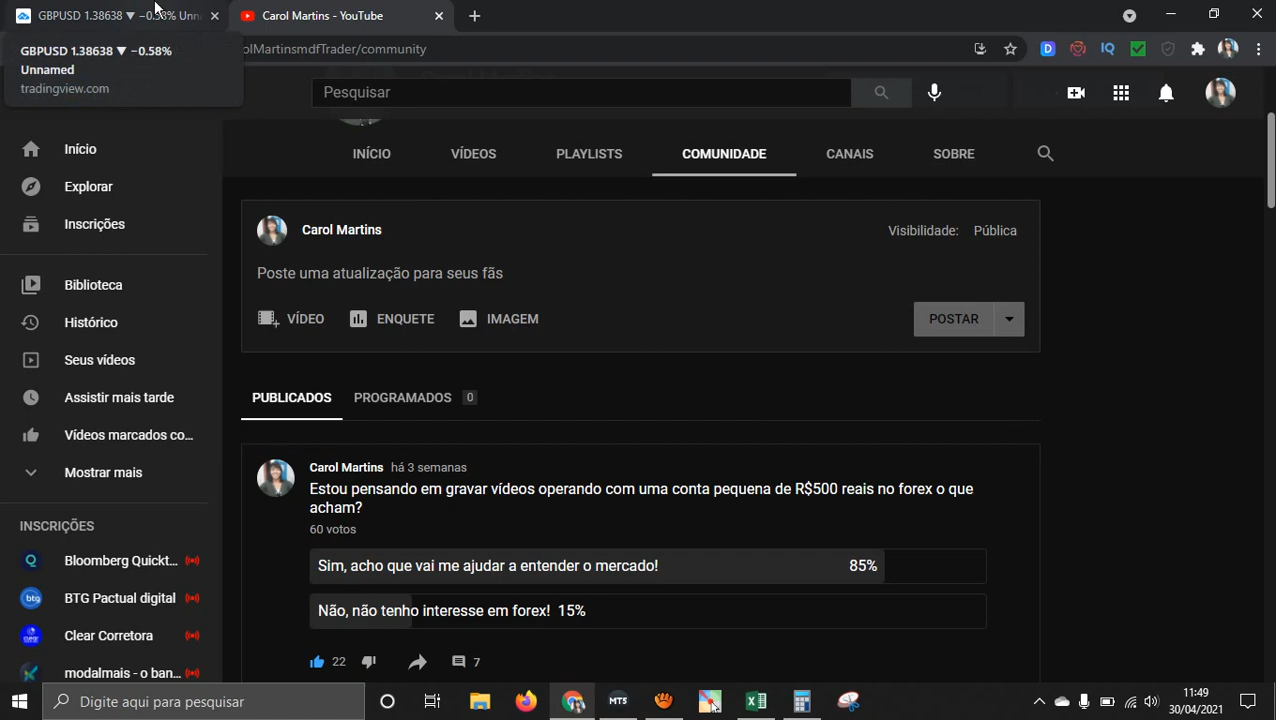 GBPUSD 1.38638 ▼ −0.58% Unn
Carol Martins - YouTube
GBPUSD 1.38638 ▼ −0.58%
Unnamed
tradingview.com
olMartinsmdfTrader/community
Pesquisar
INÍCIO
VÍDEOS
PLAYLISTS
COMUNIDADE
CANAIS
SOBRE
Início
Explorar
Inscrições
Biblioteca
Histórico
Seus vídeos
Assistir mais tarde
Vídeos marcados co...
Mostrar mais
INSCRIÇÕES
Bloomberg Quickt...
BTG Pactual digital
Clear Corretora
modalmais - o ban...
Carol Martins
Visibilidade: Pública
Poste uma atualização para seus fãs
VÍDEO
ENQUETE
IMAGEM
POSTAR
PUBLICADOS
PROGRAMADOS 0
Carol Martins há 3 semanas
Estou pensando em gravar vídeos operando com uma conta pequena de R$500 reais no forex o que
acham?
60 votos
Sim, acho que vai me ajudar a entender o mercado! 85%
Não, não tenho interesse em forex! 15%
22
7
Digite aqui para pesquisar
MT5
11:49
30/04/2021